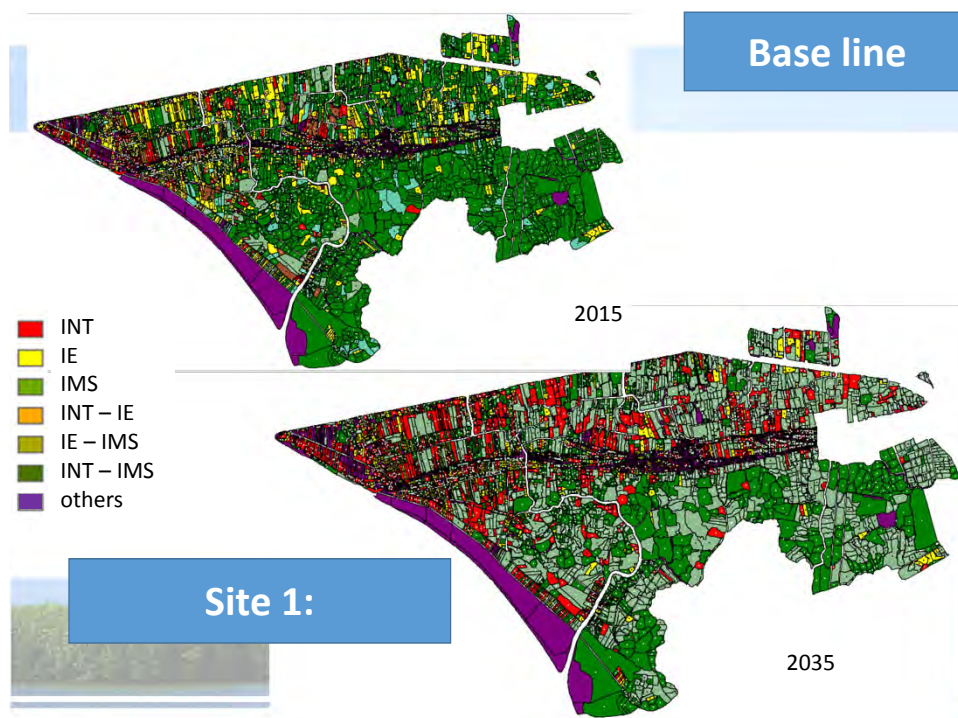 Base line
2015
INT
IE
IMS
INT – IE
IE – IMS
INT – IMS
others
Site 1:
2035